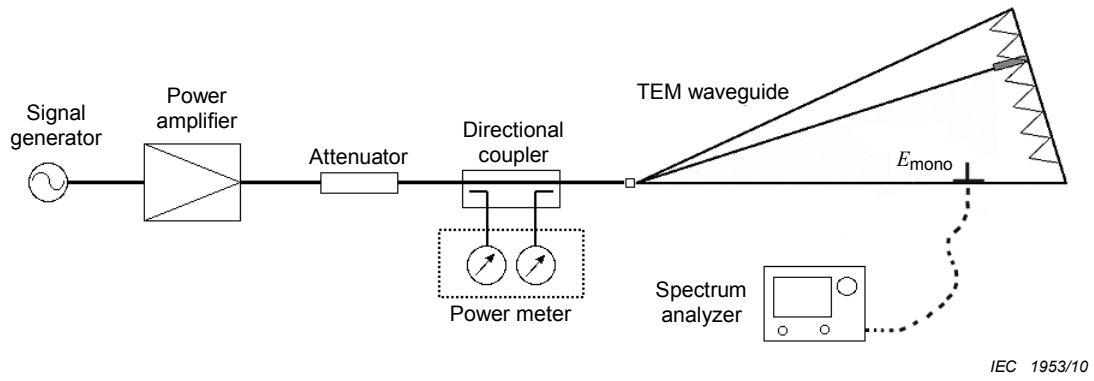 Signal
generator
Power
amplifier
Attenuator
Directional
coupler
Power meter
TEM waveguide
Emono
Spectrum
analyzer
IEC 1953/10